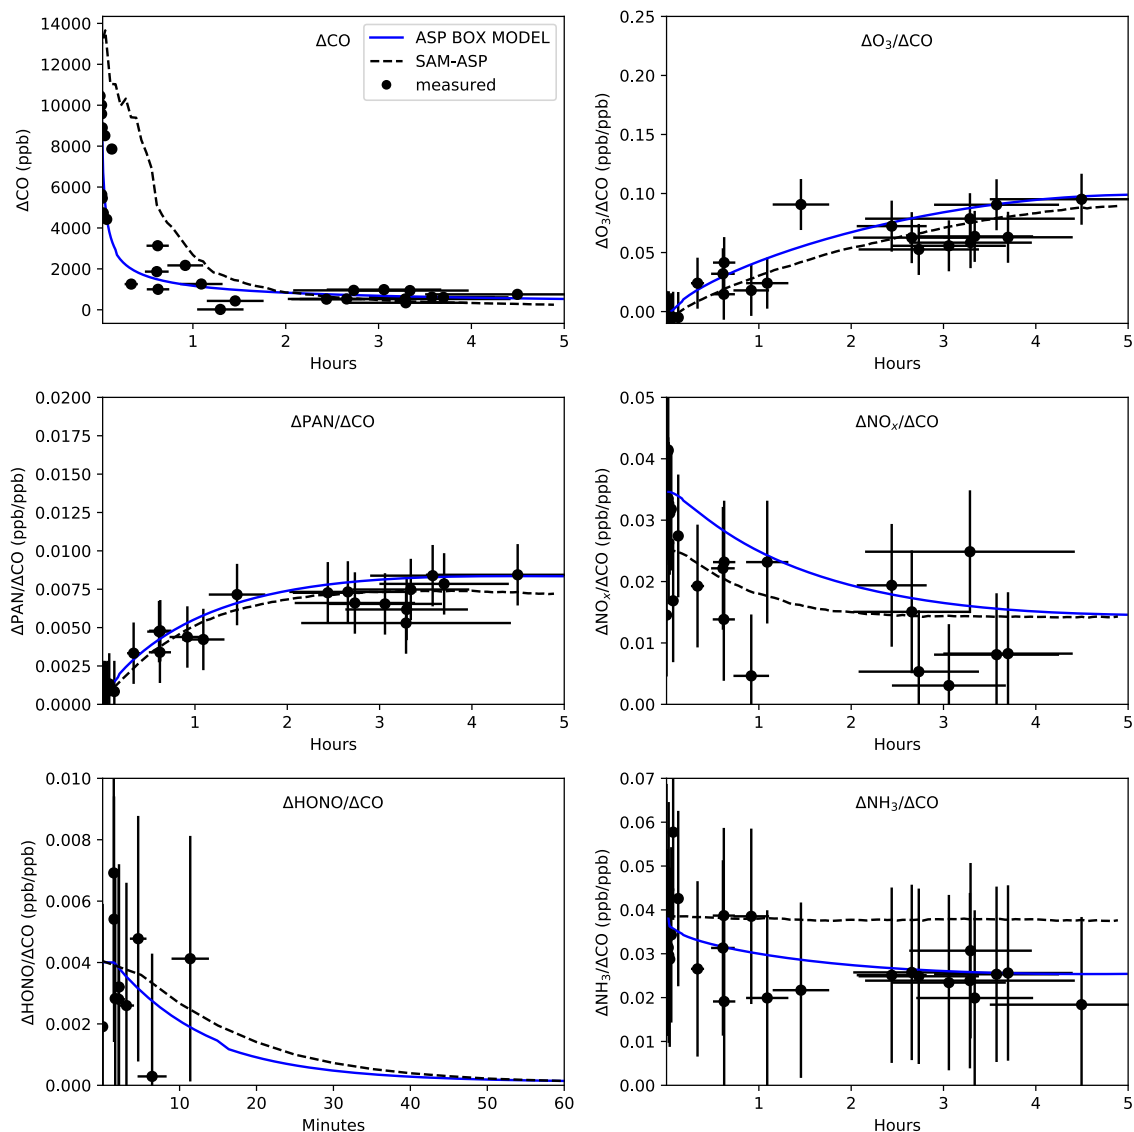 ΔCO
ASP BOX MODEL
SAM-ASP
measured
ΔCO (ppb)
14000
12000
10000
8000
6000
4000
2000
0
1 2 3 4 5
Hours
ΔO₃/ΔCO
ΔO₃/ΔCO (ppb/ppb)
0.25
0.20
0.15
0.10
0.05
0.00
1 2 3 4 5
Hours
ΔPAN/ΔCO
ΔPAN/ΔCO (ppb/ppb)
0.0200
0.0175
0.0150
0.0125
0.0100
0.0075
0.0050
0.0025
0.0000
1 2 3 4 5
Hours
ΔNOₓ/ΔCO
ΔNOₓ/ΔCO (ppb/ppb)
0.05
0.04
0.03
0.02
0.01
0.00
1 2 3 4 5
Hours
ΔHONO/ΔCO
ΔHONO/ΔCO (ppb/ppb)
0.010
0.008
0.006
0.004
0.002
0.000
10 20 30 40 50 60
Minutes
ΔNH₃/ΔCO
ΔNH₃/ΔCO (ppb/ppb)
0.07
0.06
0.05
0.04
0.03
0.02
0.01
0.00
1 2 3 4 5
Hours